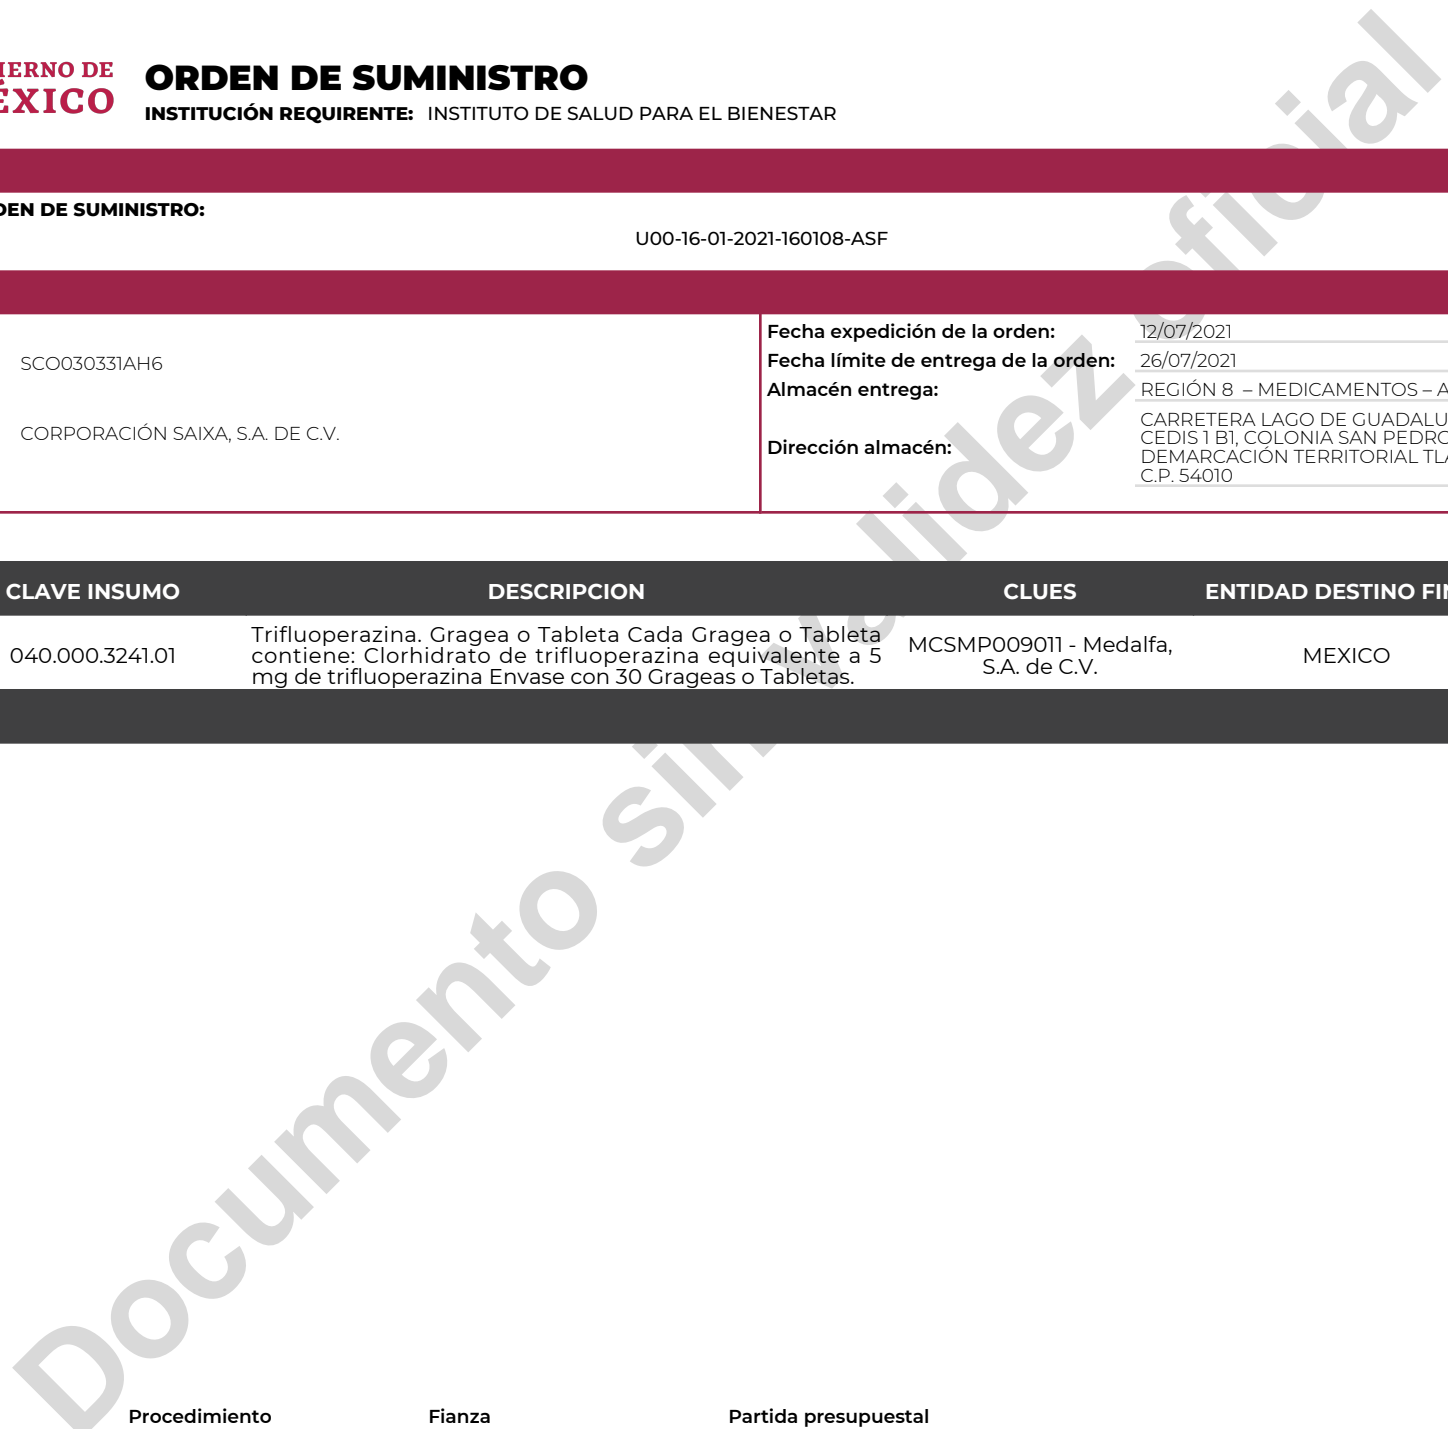 IERNO DE
ÉXICO
ORDEN DE SUMINISTRO
INSTITUCIÓN REQUIRENTE: INSTITUTO DE SALUD PARA EL BIENESTAR
DEN DE SUMINISTRO:
U00-16-01-2021-160108-ASF
SCO030331AH6
CORPORACIÓN SAIXA, S.A. DE C.V.
Fecha expedición de la orden: 12/07/2021
Fecha límite de entrega de la orden: 26/07/2021
Almacén entrega: REGIÓN 8 – MEDICAMENTOS – A
Dirección almacén:
CARRETERA LAGO DE GUADALU
CEDIS 1 B1, COLONIA SAN PEDRO
DEMARCACIÓN TERRITORIAL TLA
C.P. 54010
CLAVE INSUMO DESCRIPCION CLUES ENTIDAD DESTINO FIN
040.000.3241.01
Trifluoperazina. Gragea o Tableta Cada Gragea o Tableta
contiene: Clorhidrato de trifluoperazina equivalente a 5
mg de trifluoperazina Envase con 30 Grageas o Tabletas.
MCSMP009011 - Medalfa,
S.A. de C.V.
MEXICO
Documento sin validez oficial
Procedimiento Fianza Partida presupuestal